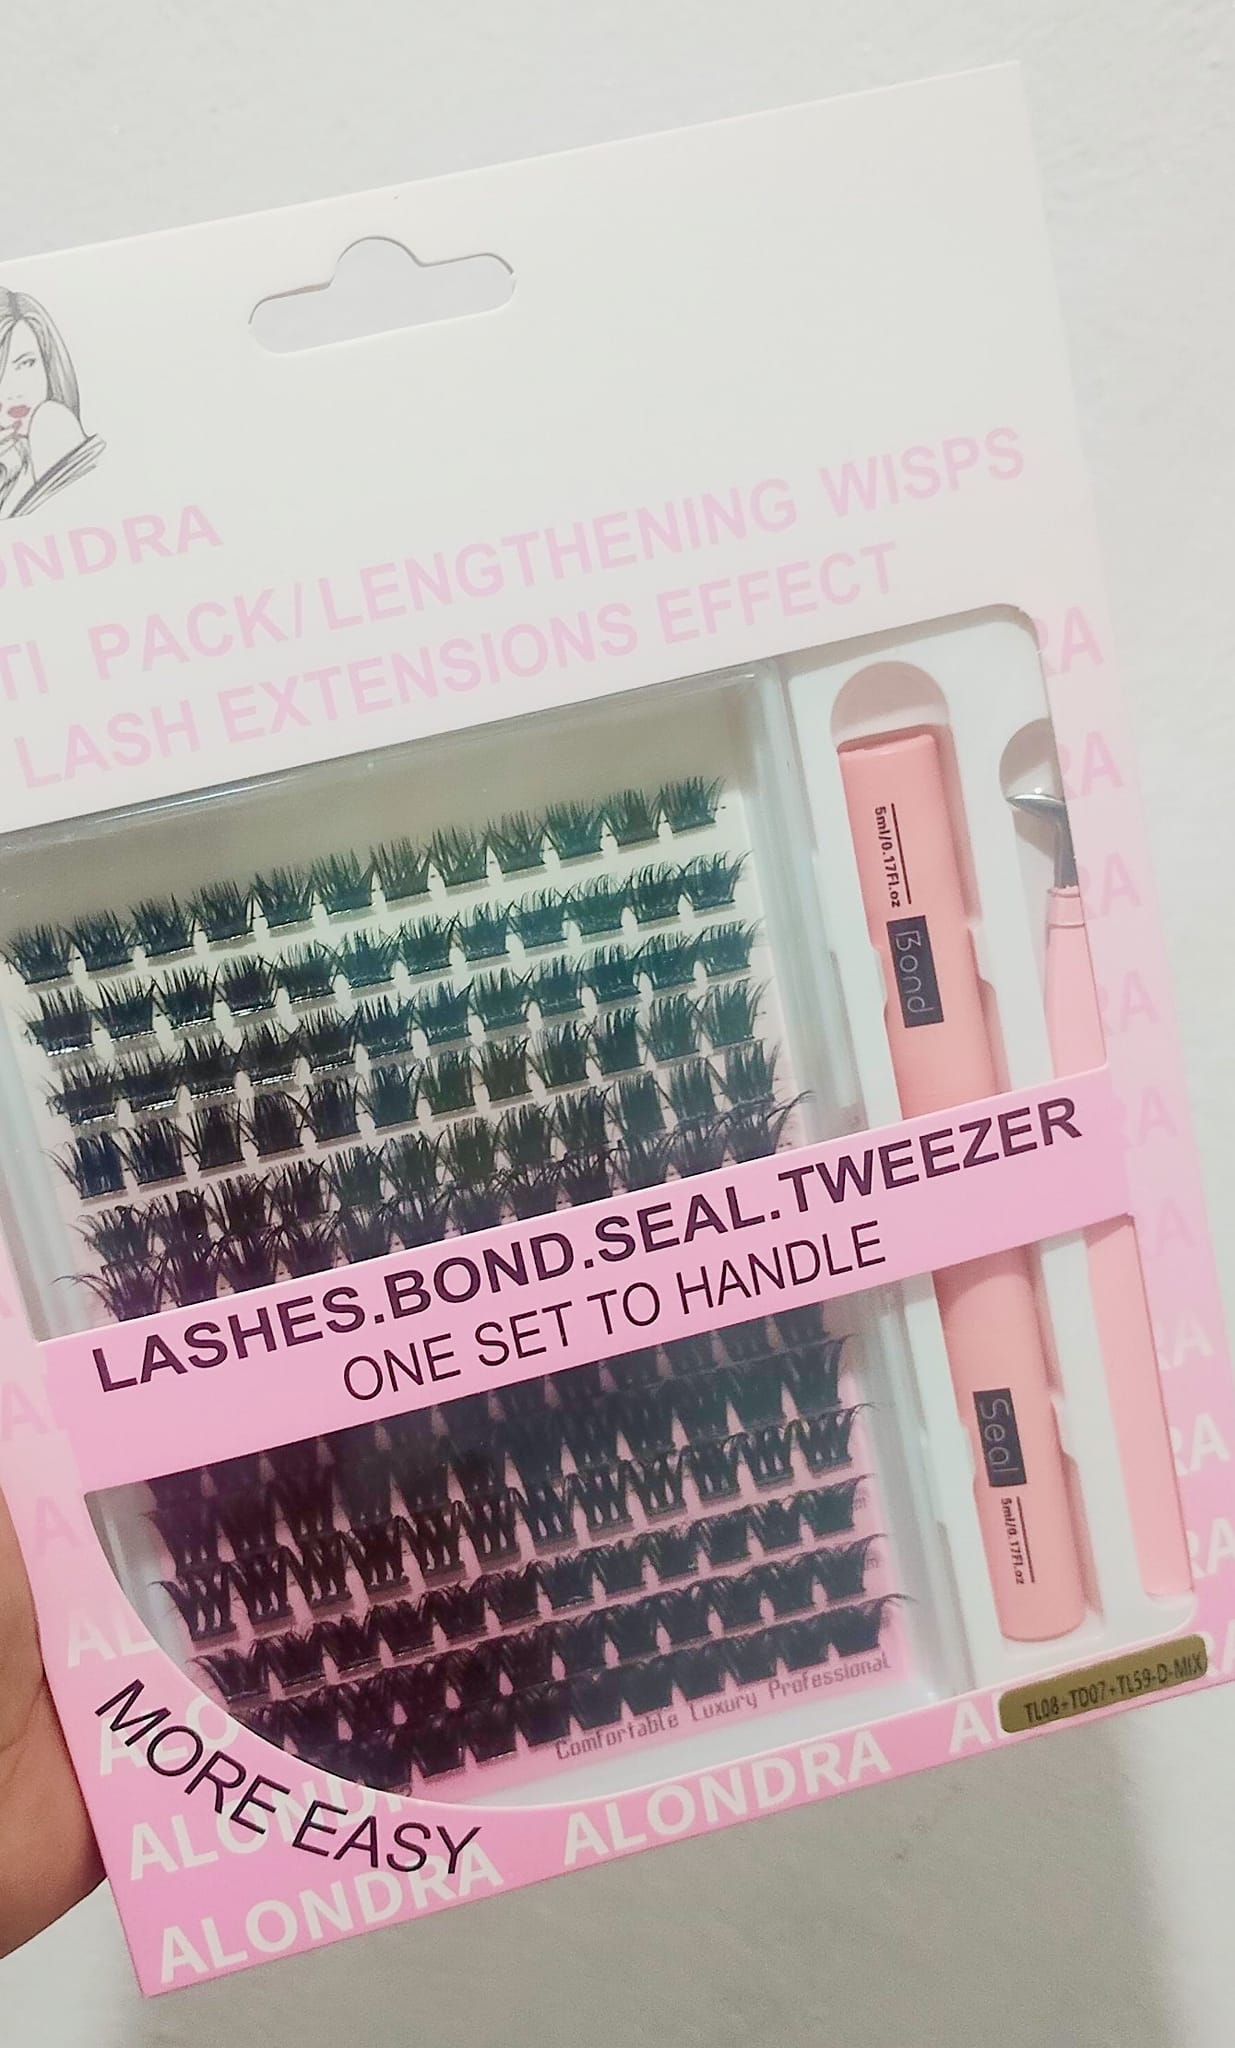 ONDRA
TI PACK/LENGTHENING WISPS
LASH EXTENSIONS EFFECT
5ml/0.17Fl.oz
Bond
LASHES.BOND.SEAL.TWEEZER
ONE SET TO HANDLE
Seal
5ml/0.17Fl.oz
Comfortable Luxury Professional
TL08+TD07+TL59-D-MIX
MORE EASY
ALONDRA
ALONDRA
ALONDRA